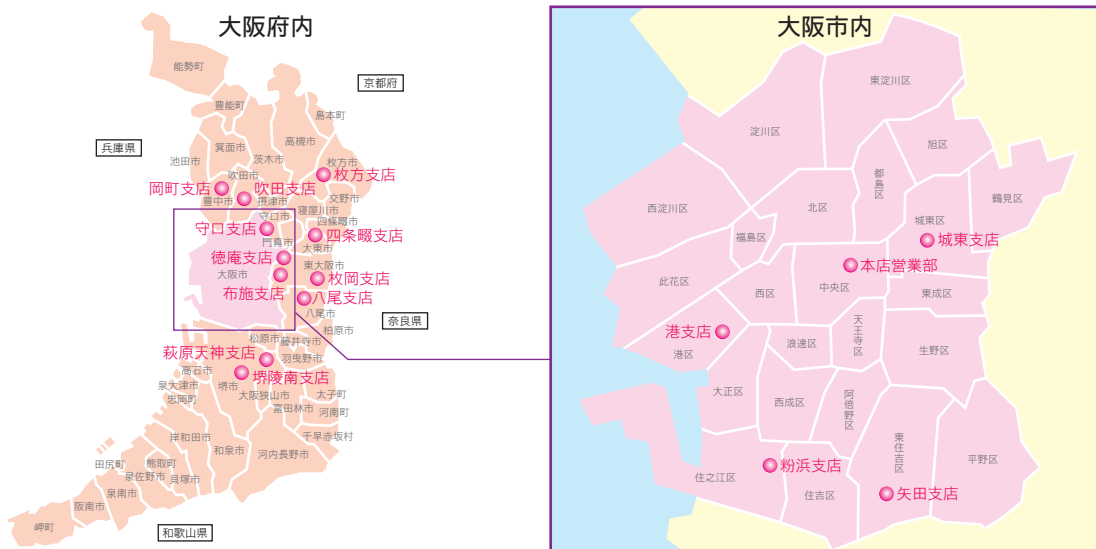 大阪府内
能勢町
京都府
豊能町
島本町
高槻市
兵庫県
箕面市
茨木市
池田市
枚方市
吹田市
枚方支店
岡町支店
吹田支店
豊中市
摂津市
交野市
寝屋川市
守口市
四條畷市
守口支店
四条畷支店
門真市
大東市
徳庵支店
東大阪市
大阪市
枚岡支店
布施支店
八尾支店
八尾市
奈良県
柏原市
松原市
藤井寺市
萩原天神支店
羽曳野市
高石市
堺陵南支店
泉大津市
堺市
忠岡町
大阪狭山市
太子町
富田林市
河南町
岸和田市
千早赤坂村
和泉市
河内長野市
田尻町
熊取町
泉佐野市
貝塚市
泉南市
阪南市
岬町
和歌山県
大阪市内
東淀川区
淀川区
旭区
都島区
鶴見区
西淀川区
北区
城東区
福島区
城東支店
本店営業部
此花区
西区
中央区
東成区
港支店
天王寺区
浪速区
港区
生野区
大正区
西成区
阿倍野区
東住吉区
平野区
粉浜支店
住之江区
住吉区
矢田支店